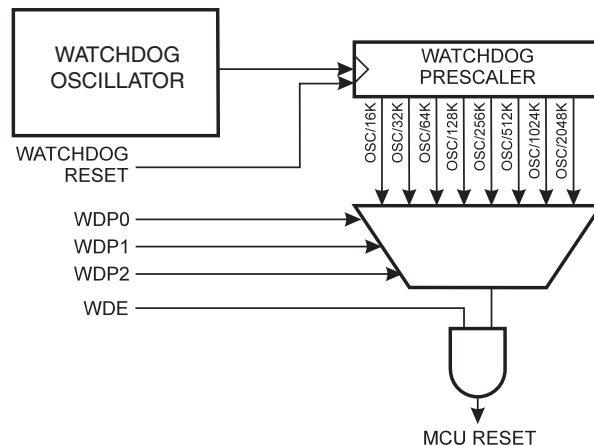 WATCHDOG
OSCILLATOR
WATCHDOG
PRESCALER
OSC/16K
OSC/32K
OSC/64K
OSC/128K
OSC/256K
OSC/512K
OSC/1024K
OSC/2048K
WATCHDOG
RESET
WDP0
WDP1
WDP2
WDE
MCU RESET